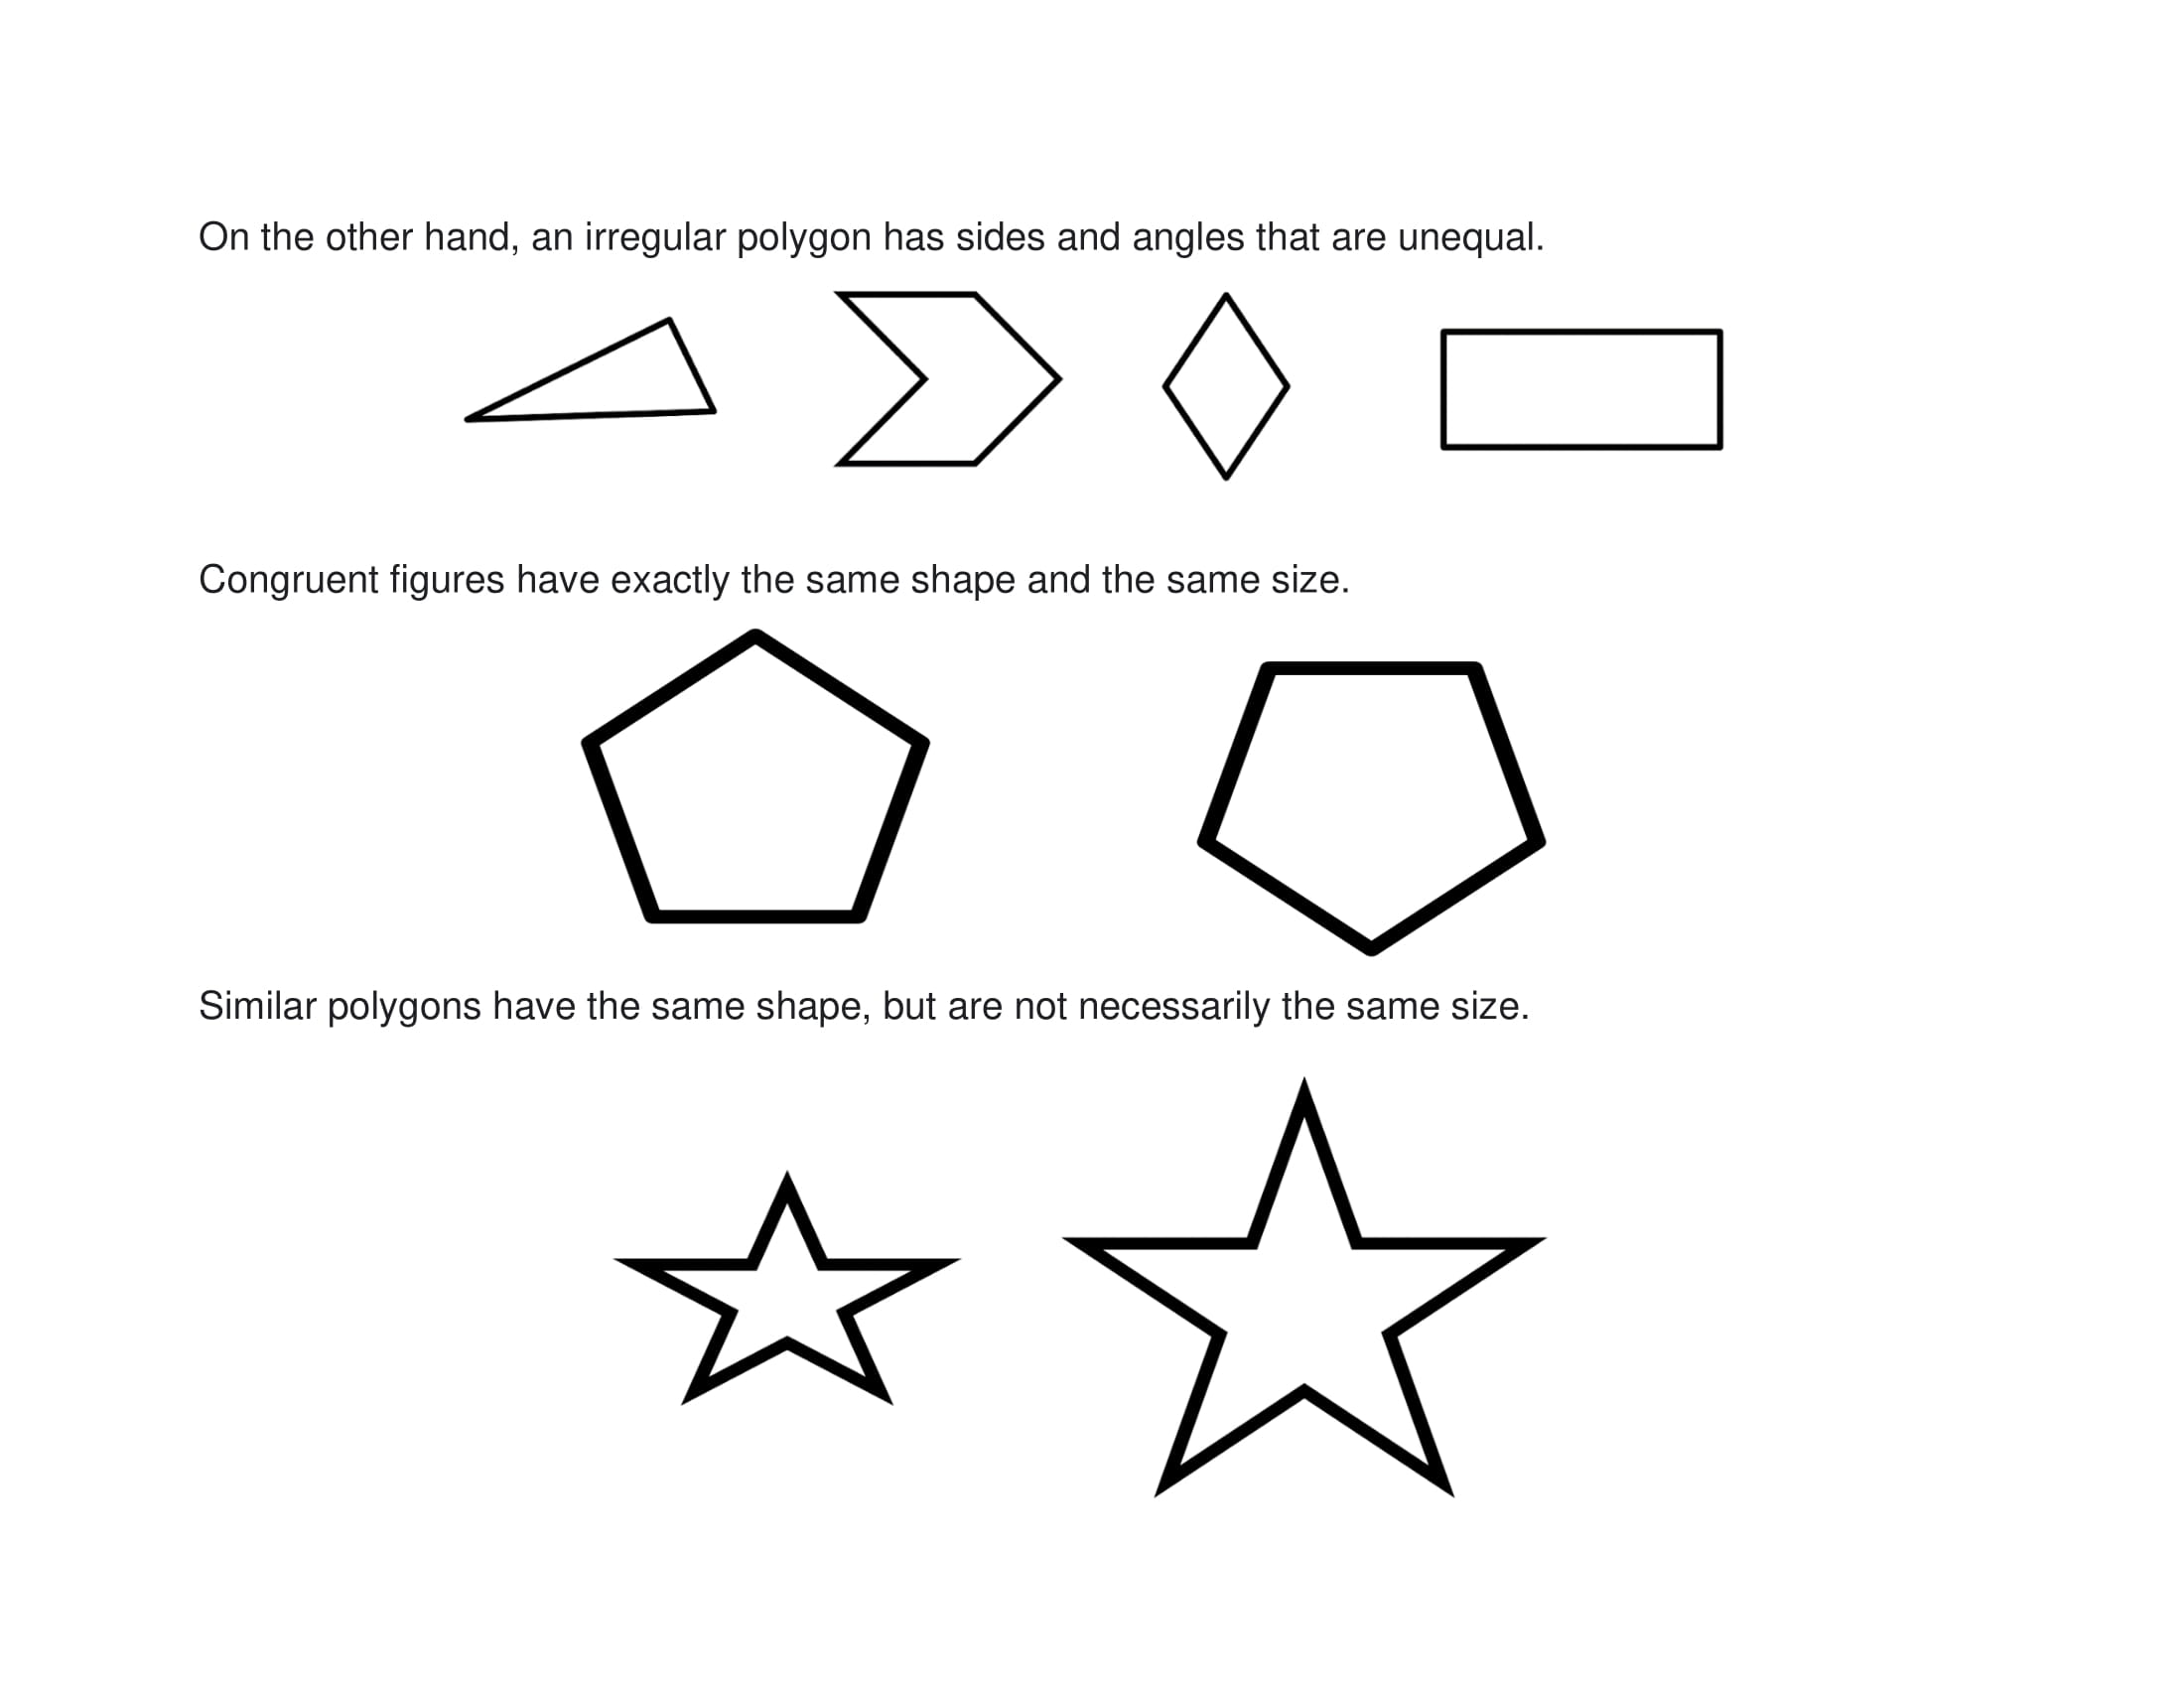 On the other hand, an irregular polygon has sides and angles that are unequal.
Congruent figures have exactly the same shape and the same size.
Similar polygons have the same shape, but are not necessarily the same size.